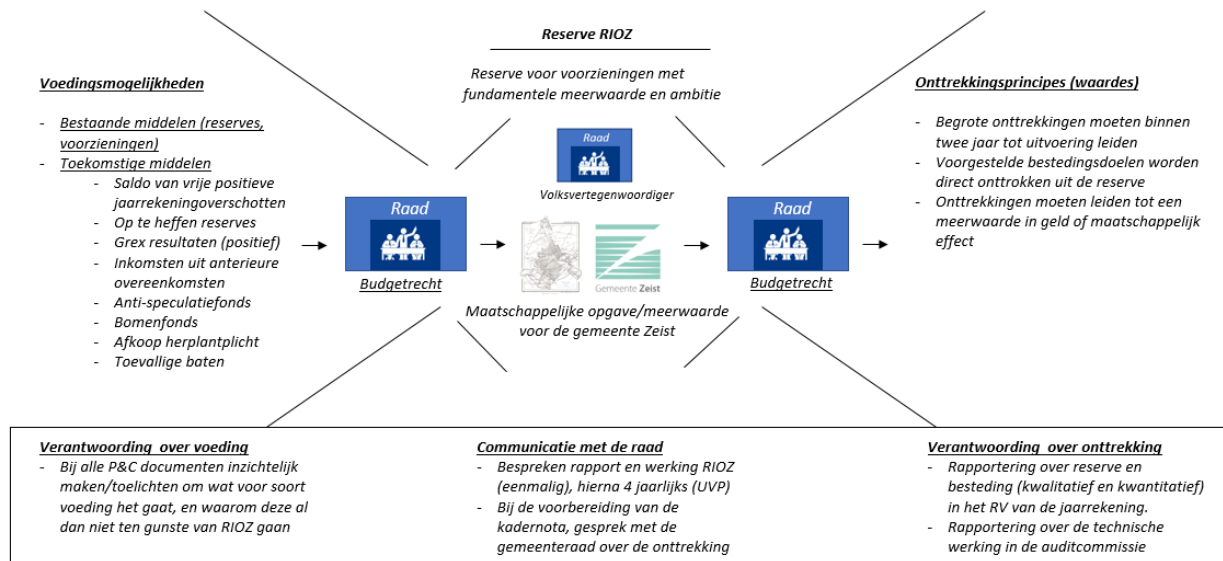 Reserve RIOZ
Reserve voor voorzieningen met
fundamentele meerwaarde en ambitie
Voedingsmogelijkheden
- Bestaande middelen (reserves,
voorzieningen)
- Toekomstige middelen
- Saldo van vrije positieve
jaarrekeningoverschotten
- Op te heffen reserves
- Grex resultaten (positief)
- Inkomsten uit anterieure
overeenkomsten
- Anti-speculatiefonds
- Bomenfonds
- Afkoop herplantplicht
- Toevallige baten
Raad
Budgetrecht
Raad
Volksvertegenwoordiger
Gemeente Zeist
Maatschappelijke opgave/meerwaarde
voor de gemeente Zeist
Raad
Budgetrecht
Onttrekkingsprincipes (waardes)
- Begrote onttrekkingen moeten binnen
twee jaar tot uitvoering leiden
- Voorgestelde bestedingsdoelen worden
direct onttrokken uit de reserve
- Onttrekkingen moeten leiden tot een
meerwaarde in geld of maatschappelijk
effect
Verantwoording over voeding
- Bij alle P&C documenten inzichtelijk
maken/toelichten om wat voor soort
voeding het gaat, en waarom deze al
dan niet ten gunste van RIOZ gaan
Communicatie met de raad
- Bespreken rapport en werking RIOZ
(eenmalig), hierna 4 jaarlijks (UVP)
- Bij de voorbereiding van de
kadernota, gesprek met de
gemeenteraad over de onttrekking
Verantwoording over onttrekking
- Rapportering over reserve en
besteding (kwalitatief en kwantitatief)
in het RV van de jaarrekening.
- Rapportering over de technische
werking in de auditcommissie